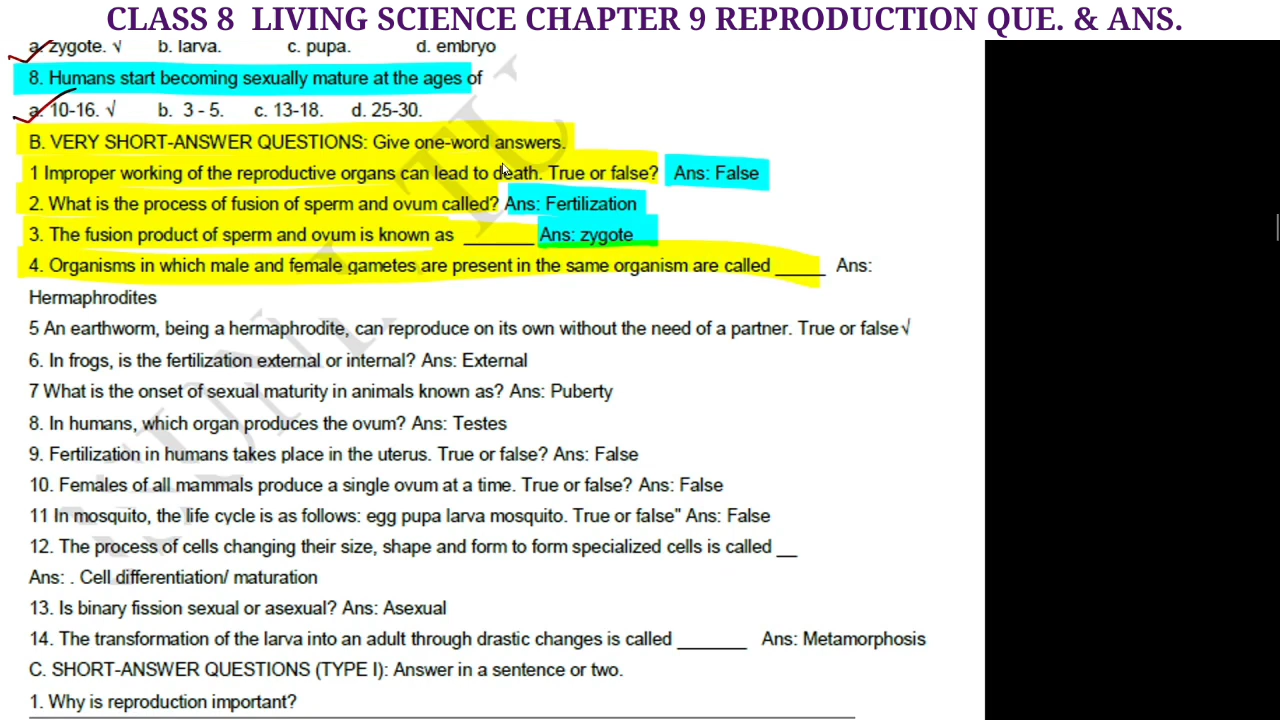 CLASS 8 LIVING SCIENCE CHAPTER 9 REPRODUCTION QUE. & ANS.
a. zygote. √ b. larva. c. pupa. d. embryo
8. Humans start becoming sexually mature at the ages of
a. 10-16. √ b. 3 - 5. c. 13-18. d. 25-30.
B. VERY SHORT-ANSWER QUESTIONS: Give one-word answers.
1 Improper working of the reproductive organs can lead to death. True or false? Ans: False
2. What is the process of fusion of sperm and ovum called? Ans: Fertilization
3. The fusion product of sperm and ovum is known as _______ Ans: zygote
4. Organisms in which male and female gametes are present in the same organism are called _____ Ans:
Hermaphrodites
5 An earthworm, being a hermaphrodite, can reproduce on its own without the need of a partner. True or false√
6. In frogs, is the fertilization external or internal? Ans: External
7 What is the onset of sexual maturity in animals known as? Ans: Puberty
8. In humans, which organ produces the ovum? Ans: Testes
9. Fertilization in humans takes place in the uterus. True or false? Ans: False
10. Females of all mammals produce a single ovum at a time. True or false? Ans: False
11 In mosquito, the life cycle is as follows: egg pupa larva mosquito. True or false" Ans: False
12. The process of cells changing their size, shape and form to form specialized cells is called __
Ans: . Cell differentiation/ maturation
13. Is binary fission sexual or asexual? Ans: Asexual
14. The transformation of the larva into an adult through drastic changes is called _______ Ans: Metamorphosis
C. SHORT-ANSWER QUESTIONS (TYPE I): Answer in a sentence or two.
1. Why is reproduction important?